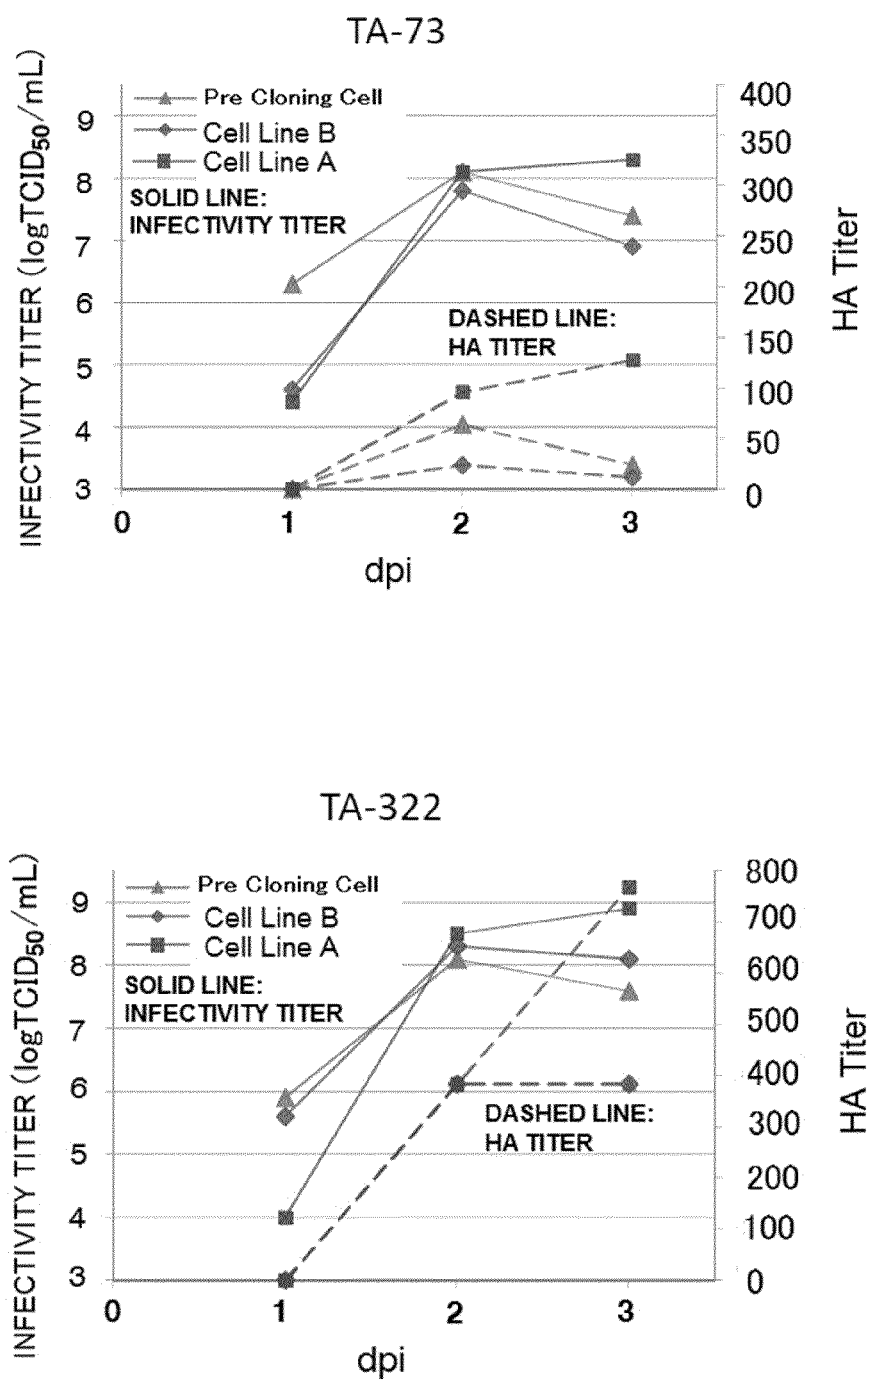 TA-73
INFECTIVITY TITER (logTCID50/mL)
9
8
7
6
5
4
3
Pre Cloning Cell
Cell Line B
Cell Line A
SOLID LINE:
INFECTIVITY TITER
DASHED LINE:
HA TITER
400
350
300
250
200
150
100
50
0
HA Titer
0 1 2 3
dpi
TA-322
INFECTIVITY TITER (logTCID50/mL)
9
8
7
6
5
4
3
Pre Cloning Cell
Cell Line B
Cell Line A
SOLID LINE:
INFECTIVITY TITER
DASHED LINE:
HA TITER
800
700
600
500
400
300
200
100
0
HA Titer
0 1 2 3
dpi